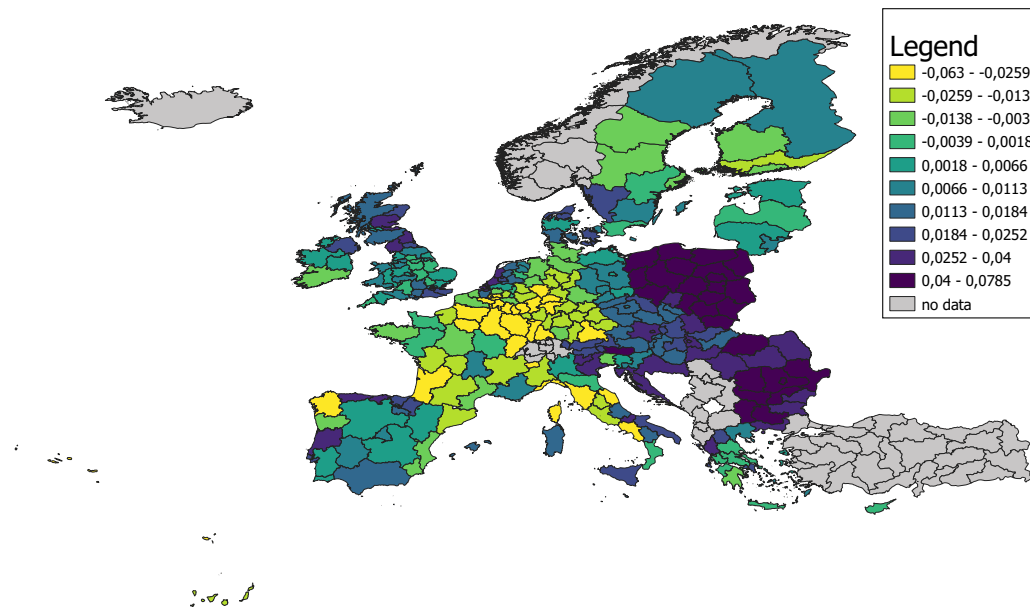 Legend
-0,063 - -0,0259
-0,0259 - -0,013
-0,0138 - -0,003
-0,0039 - 0,0018
0,0018 - 0,0066
0,0066 - 0,0113
0,0113 - 0,0184
0,0184 - 0,0252
0,0252 - 0,04
0,04 - 0,0785
no data